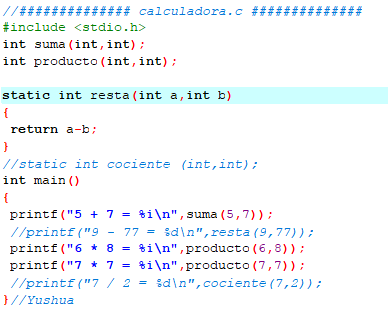 //############## calculadora.c ##############
#include <stdio.h>
int suma(int,int);
int producto(int,int);
static int resta(int a,int b)
{
return a-b;
}
//static int cociente (int,int);
int main()
{
printf("5 + 7 = %i\n",suma(5,7));
//printf("9 - 77 = %d\n",resta(9,77));
printf("6 * 8 = %i\n",producto(6,8));
printf("7 * 7 = %i\n",producto(7,7));
//printf("7 / 2 = %d\n",cociente(7,2));
}//Yushua